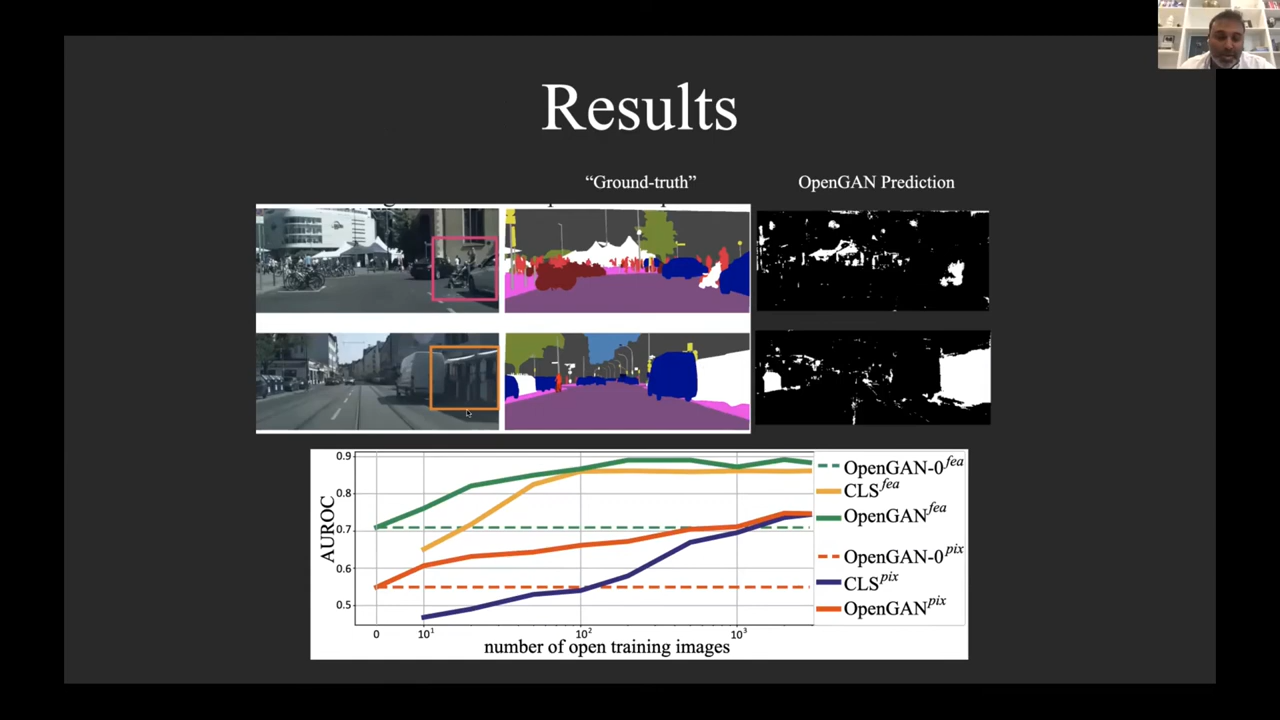 Results
“Ground-truth”
OpenGAN Prediction
0.9
0.8
0.7
0.6
0.5
AUROC
0
10¹
10²
10³
number of open training images
OpenGAN-0^fea
CLS^fea
OpenGAN^fea
OpenGAN-0^pix
CLS^pix
OpenGAN^pix